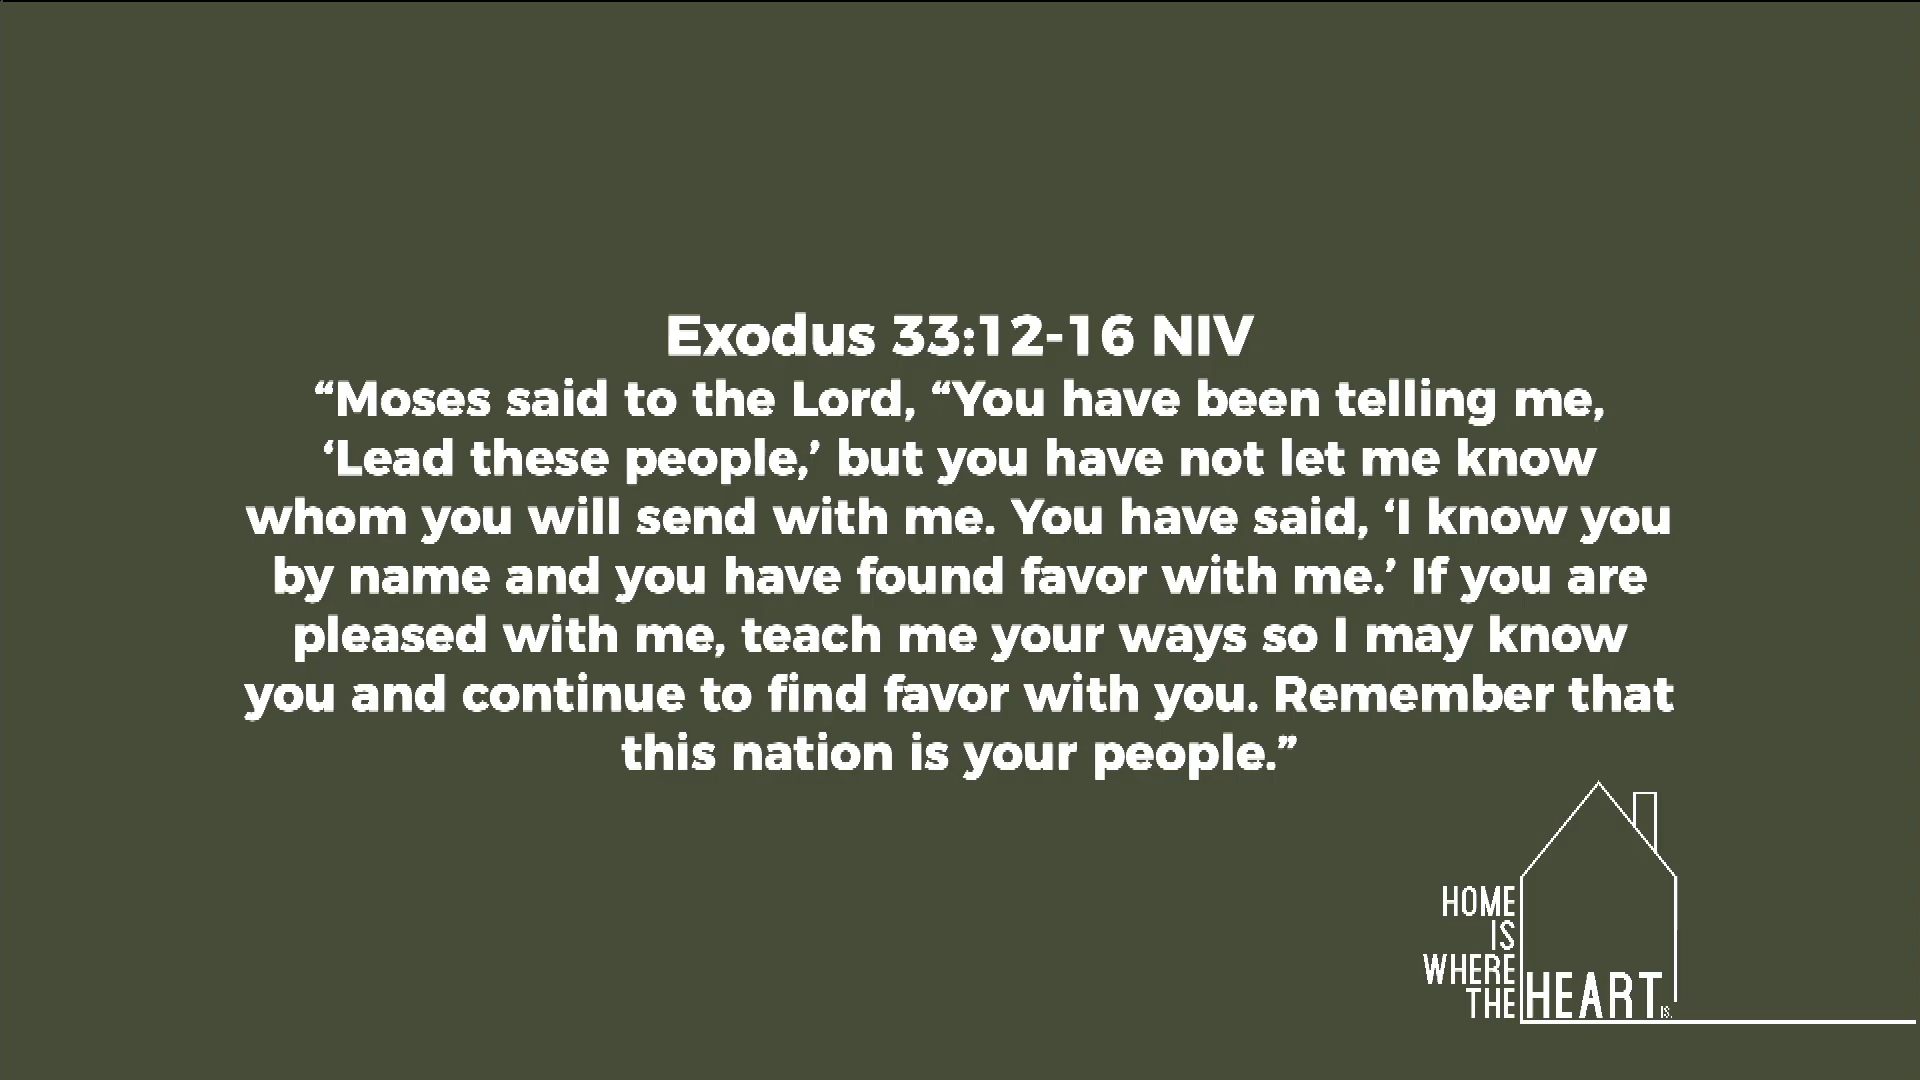 Exodus 33:12-16 NIV
“Moses said to the Lord, “You have been telling me,
‘Lead these people,’ but you have not let me know
whom you will send with me. You have said, ‘I know you
by name and you have found favor with me.’ If you are
pleased with me, teach me your ways so I may know
you and continue to find favor with you. Remember that
this nation is your people.”
HOME
IS
WHERE
THE HEART IS.